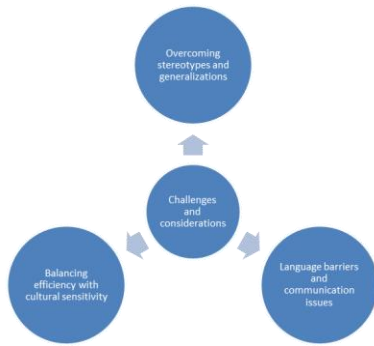 Overcoming
stereotypes and
generalizations
Challenges
and
considerations
Balancing
efficiency with
cultural sensitivity
Language barriers
and
communication
issues